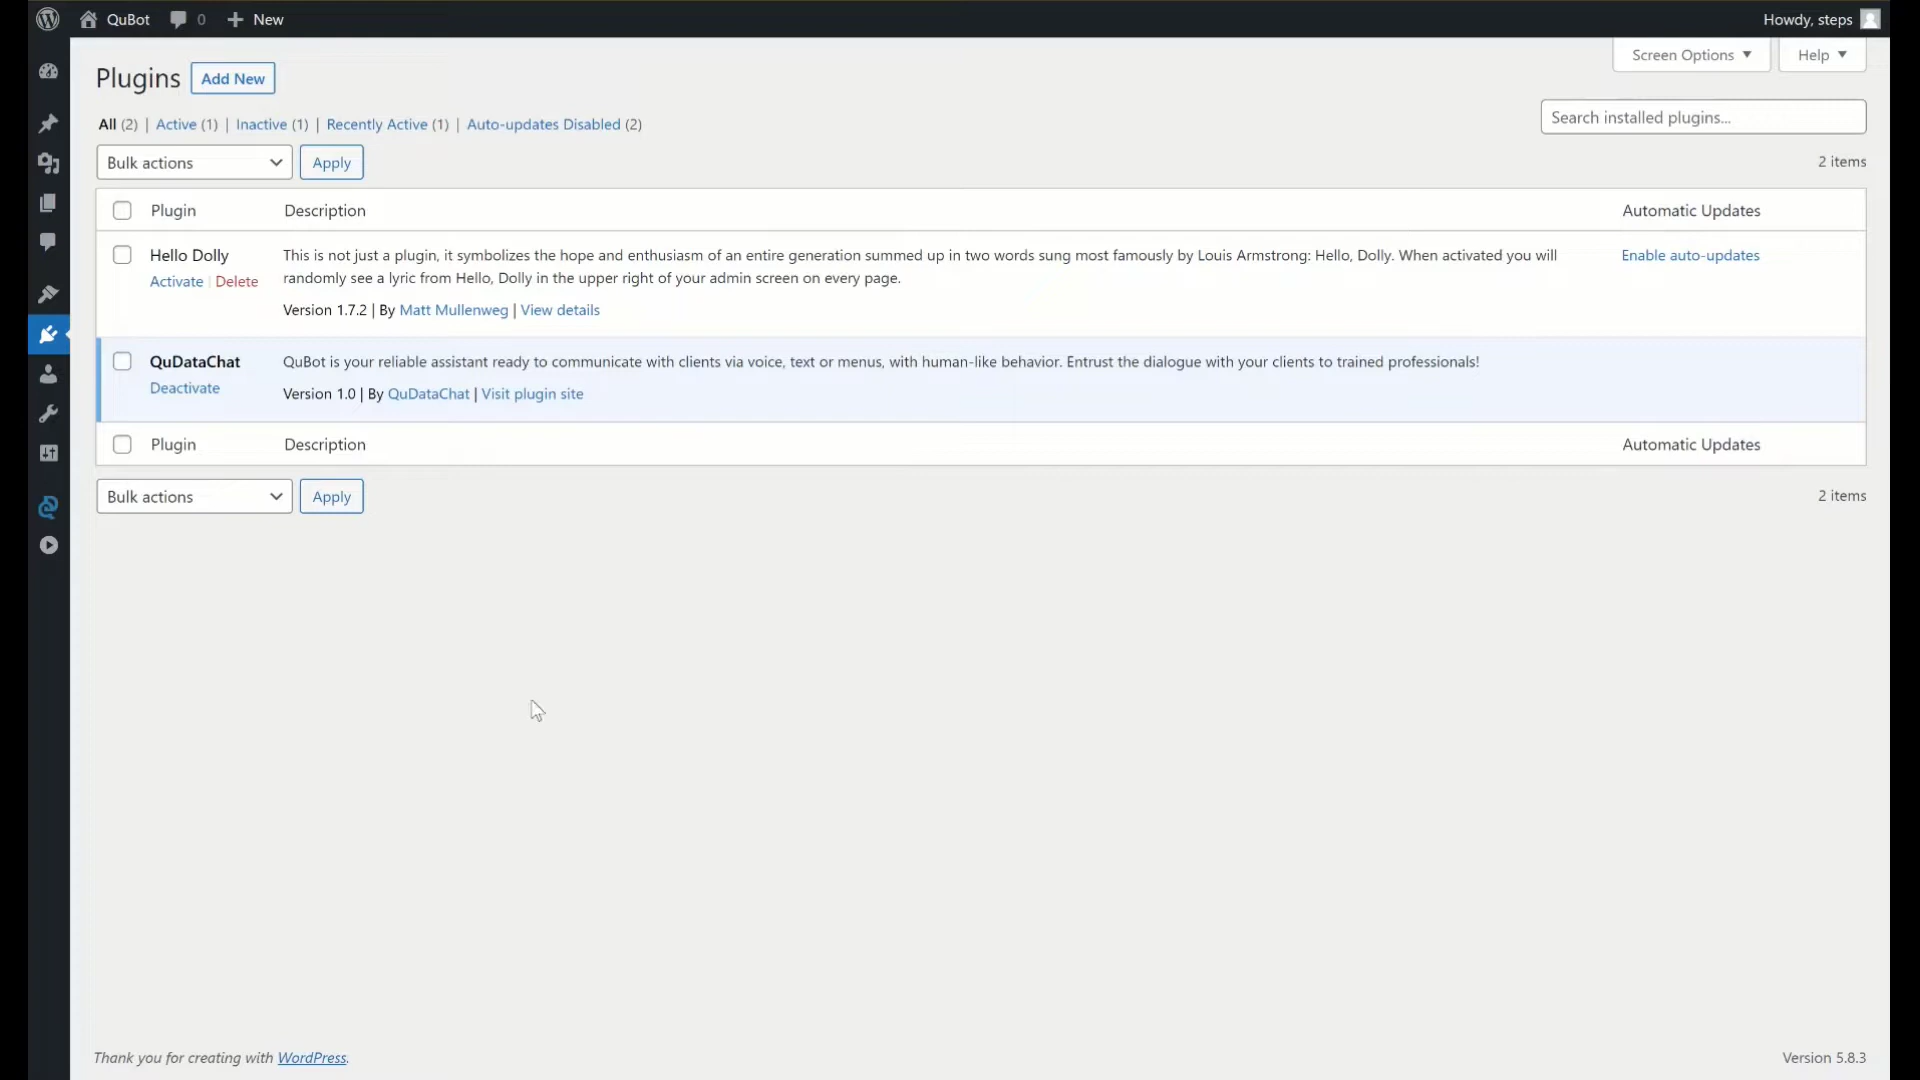 QuBot 0 New Howdy, steps
Screen Options Help
Plugins Add New
All (2) | Active (1) | Inactive (1) | Recently Active (1) | Auto-updates Disabled (2)
Search installed plugins...
Bulk actions Apply 2 items
Plugin Description Automatic Updates
Hello Dolly This is not just a plugin, it symbolizes the hope and enthusiasm of an entire generation summed up in two words sung most famously by Louis Armstrong: Hello, Dolly. When activated you will Enable auto-updates
Activate | Delete randomly see a lyric from Hello, Dolly in the upper right of your admin screen on every page.
Version 1.7.2 | By Matt Mullenweg | View details
QuDataChat QuBot is your reliable assistant ready to communicate with clients via voice, text or menus, with human-like behavior. Entrust the dialogue with your clients to trained professionals!
Deactivate Version 1.0 | By QuDataChat | Visit plugin site
Plugin Description Automatic Updates
Bulk actions Apply 2 items
Thank you for creating with WordPress. Version 5.8.3